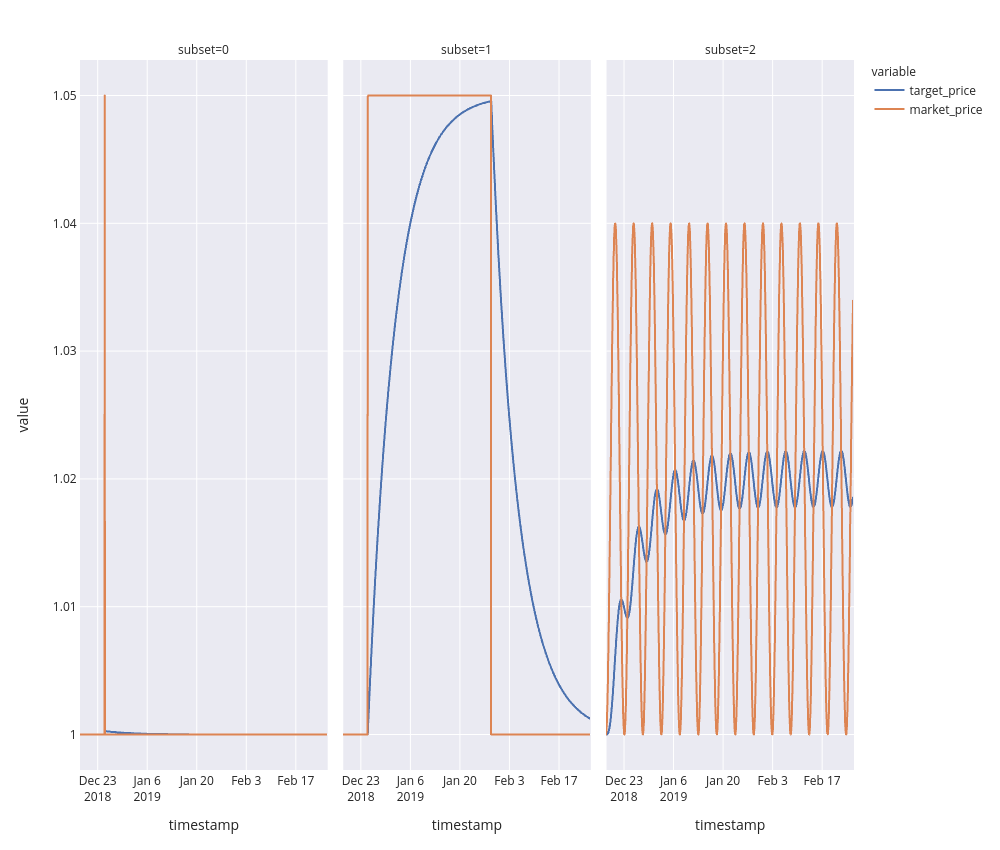 subset=0
subset=1
subset=2
variable
target_price
market_price
value
1.05
1.04
1.03
1.02
1.01
1
Dec 23
2018
Jan 6
2019
Jan 20
Feb 3
Feb 17
Dec 23
2018
Jan 6
2019
Jan 20
Feb 3
Feb 17
Dec 23
2018
Jan 6
2019
Jan 20
Feb 3
Feb 17
timestamp
timestamp
timestamp